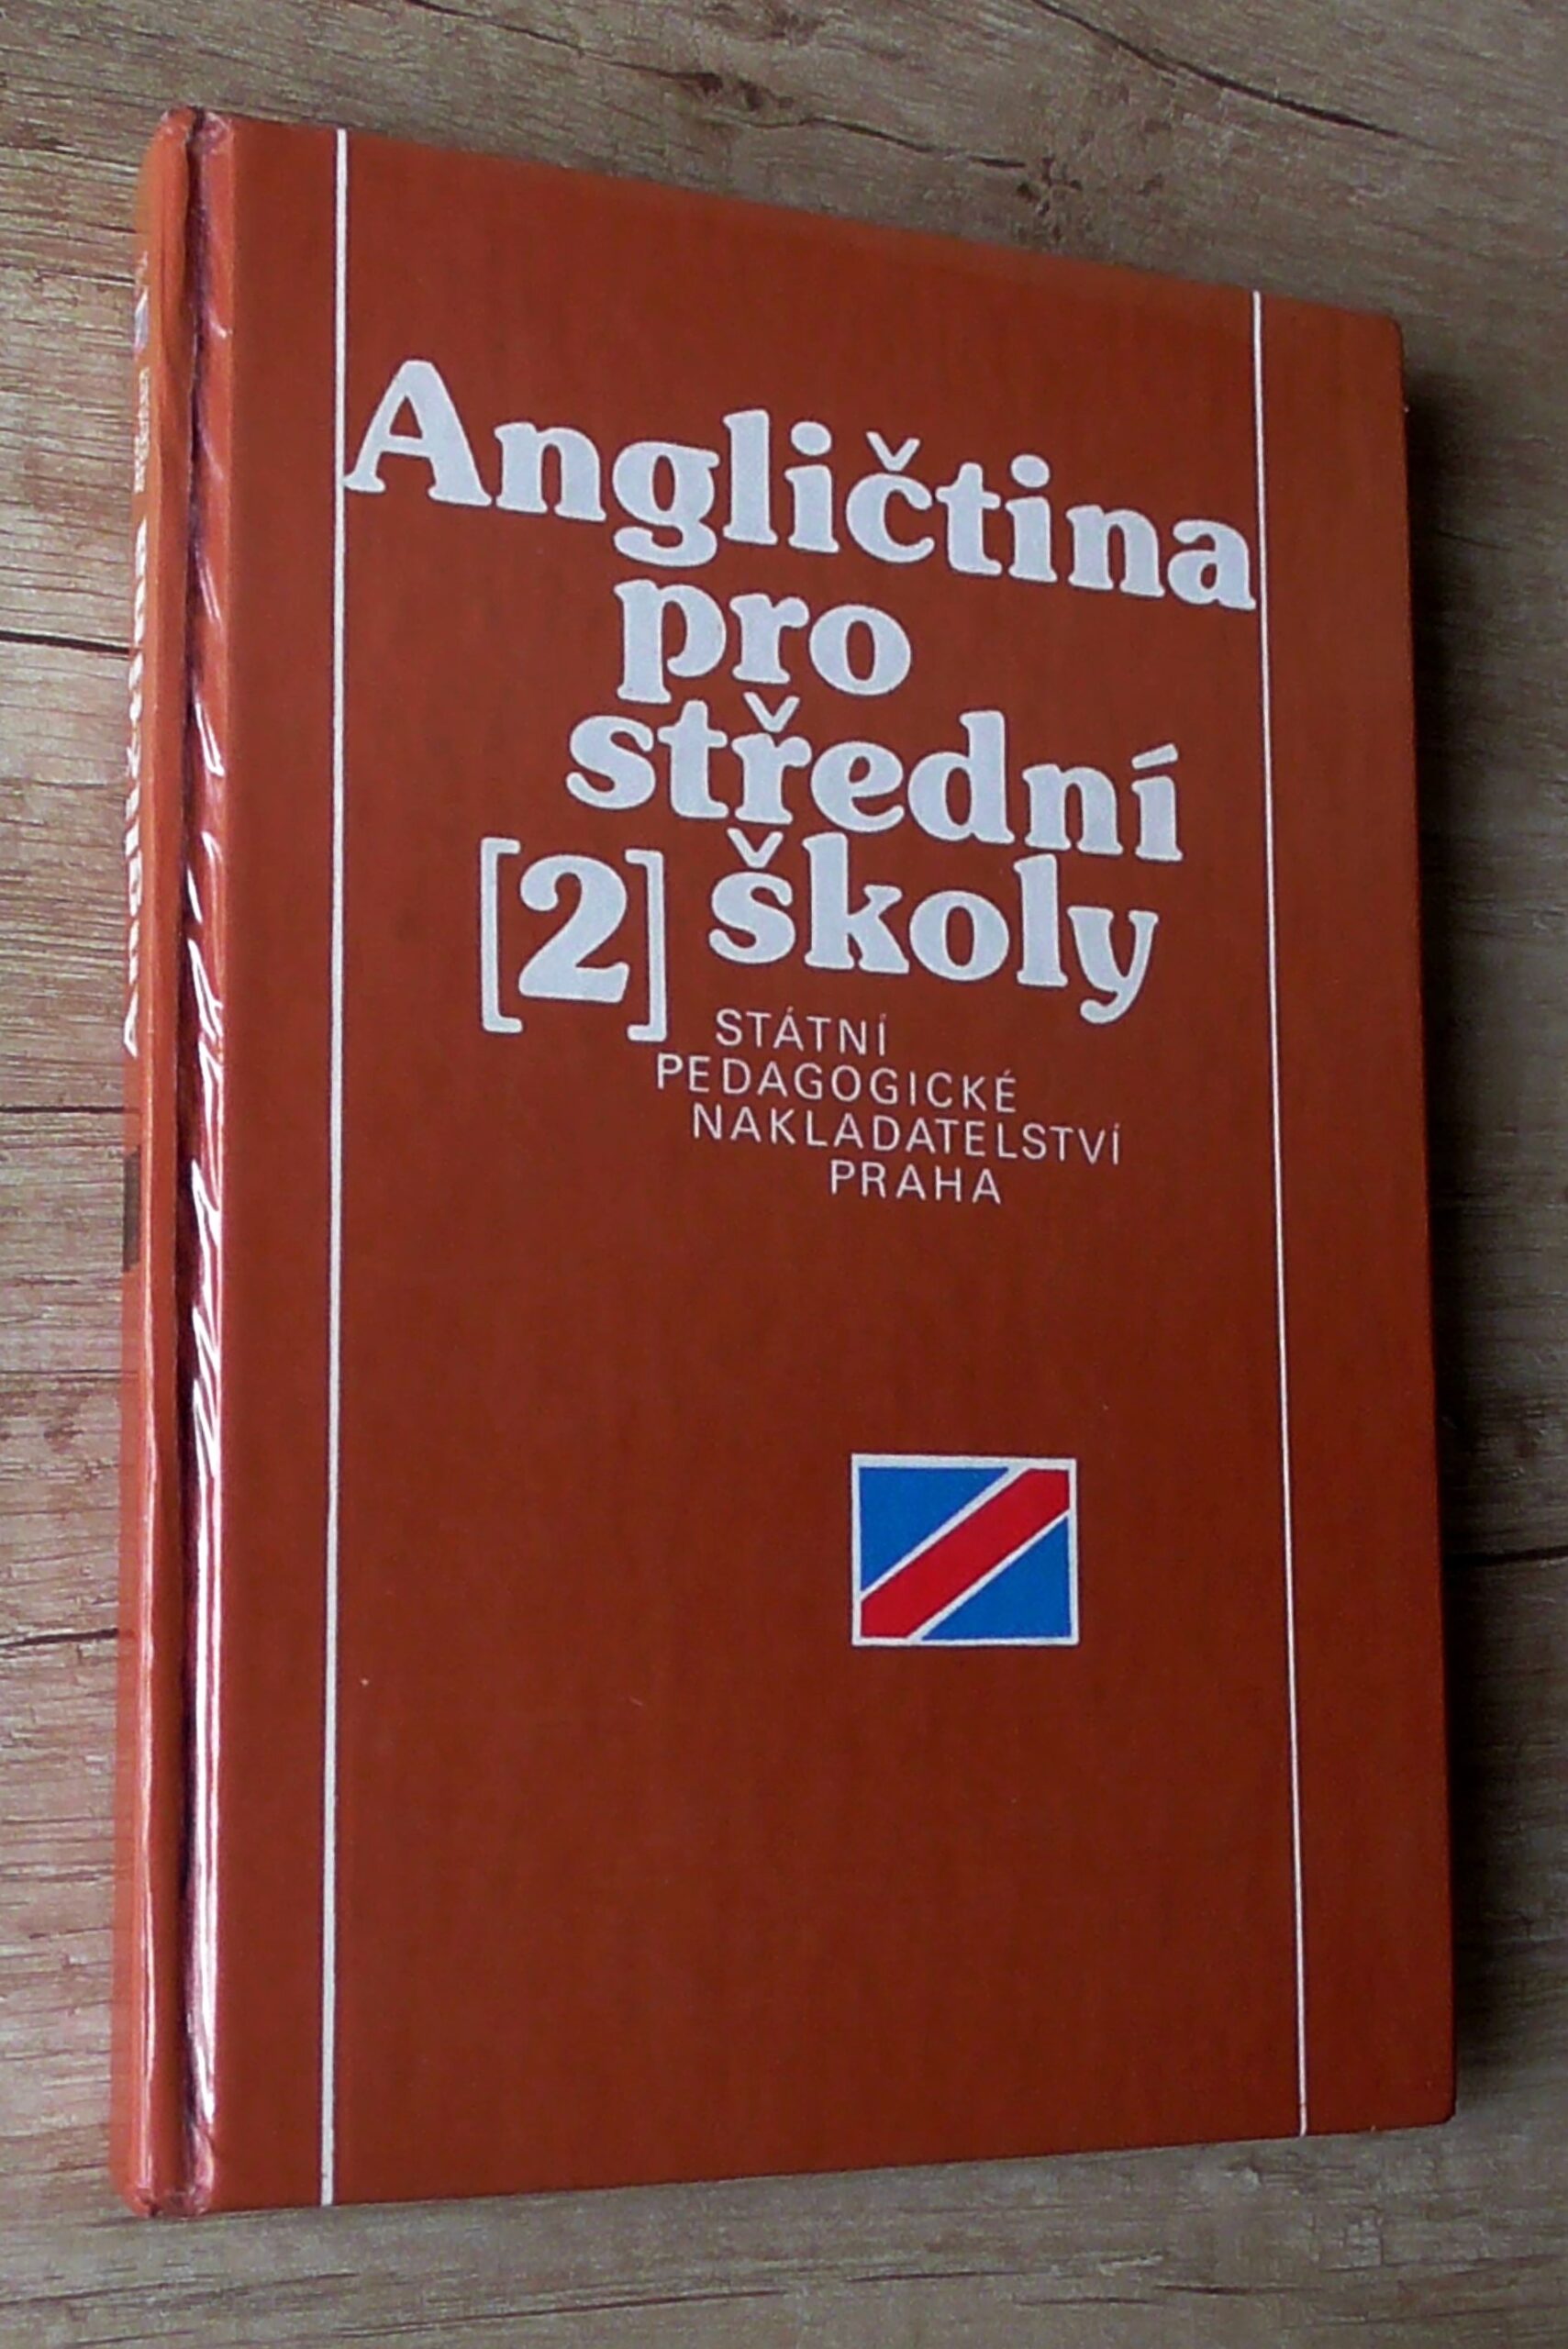 Angličtina
pro
střední
[2] školy
STÁTNÍ
PEDAGOGICKÉ
NAKLADATELSTVÍ
PRAHA